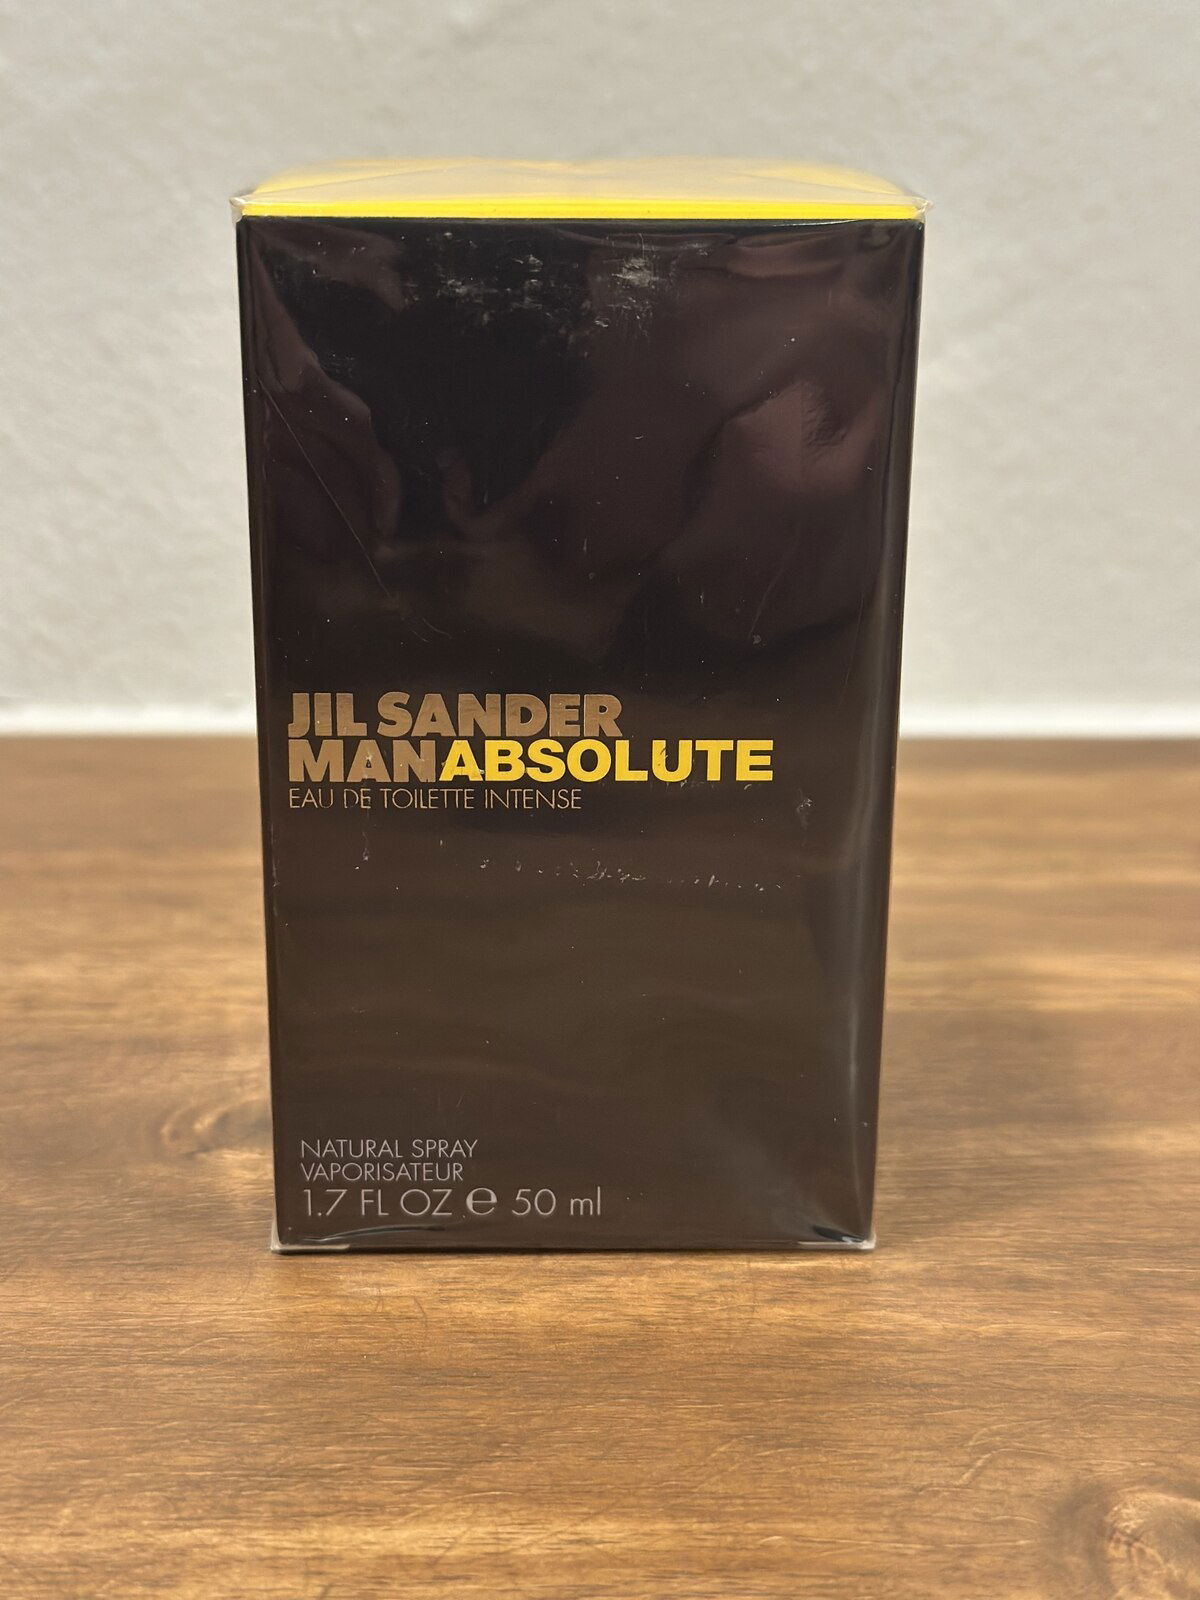 JIL SANDER
MANABSOLUTE
EAU DE TOILETTE INTENSE
NATURAL SPRAY
VAPORISATEUR
1.7 FL OZ ℮ 50 ml